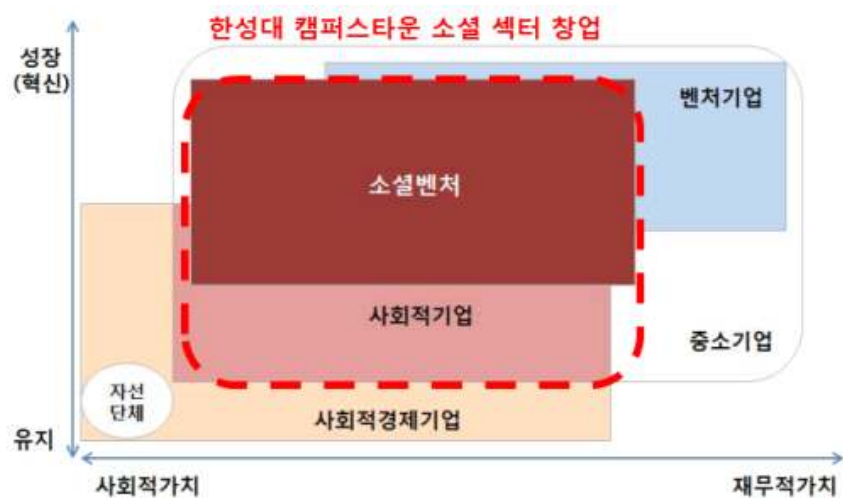 한성대 캠퍼스타운 소셜 섹터 창업
성장
(혁신)
벤처기업
소셜벤처
사회적기업
중소기업
자선
단체
사회적경제기업
유지
사회적가치
재무적가치